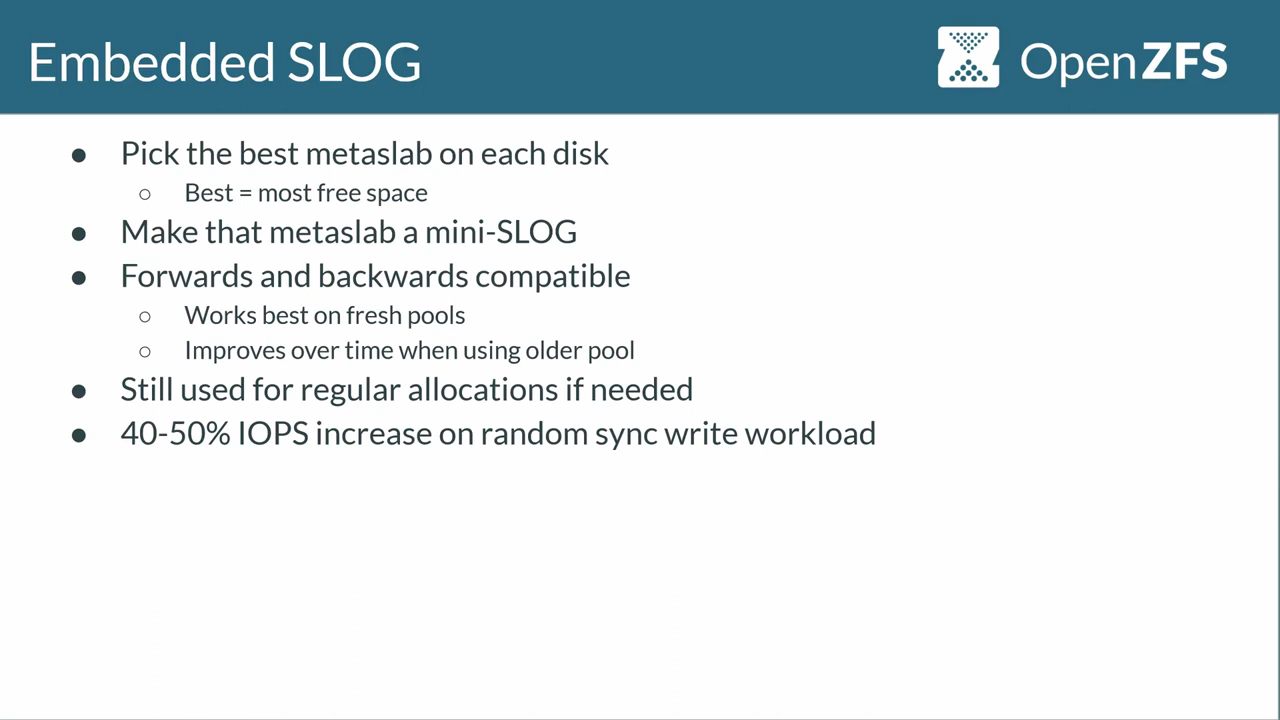 Embedded SLOG
OpenZFS
● Pick the best metaslab on each disk
○ Best = most free space
● Make that metaslab a mini-SLOG
● Forwards and backwards compatible
○ Works best on fresh pools
○ Improves over time when using older pool
● Still used for regular allocations if needed
● 40-50% IOPS increase on random sync write workload